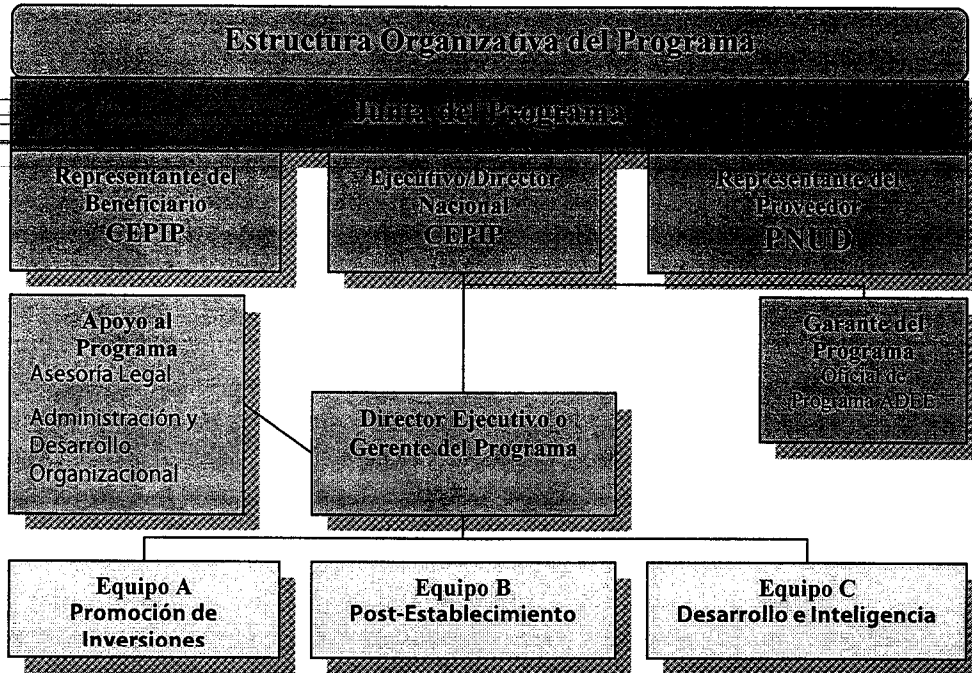 Estructura Organizativa del Programa
Junta del Programa
Representante del
Beneficiario
CEPIP
Ejecutivo/Director
Nacional
CEPIP
Representante del
Proveedor
PNUD
Apoyo al
Programa
Asesoría Legal
Administración y
Desarrollo
Organizacional
Garante del
Programa
Oficial de
Programa ADEE
Director Ejecutivo o
Gerente del Programa
Equipo A
Promoción de
Inversiones
Equipo B
Post-Establecimiento
Equipo C
Desarrollo e Inteligencia